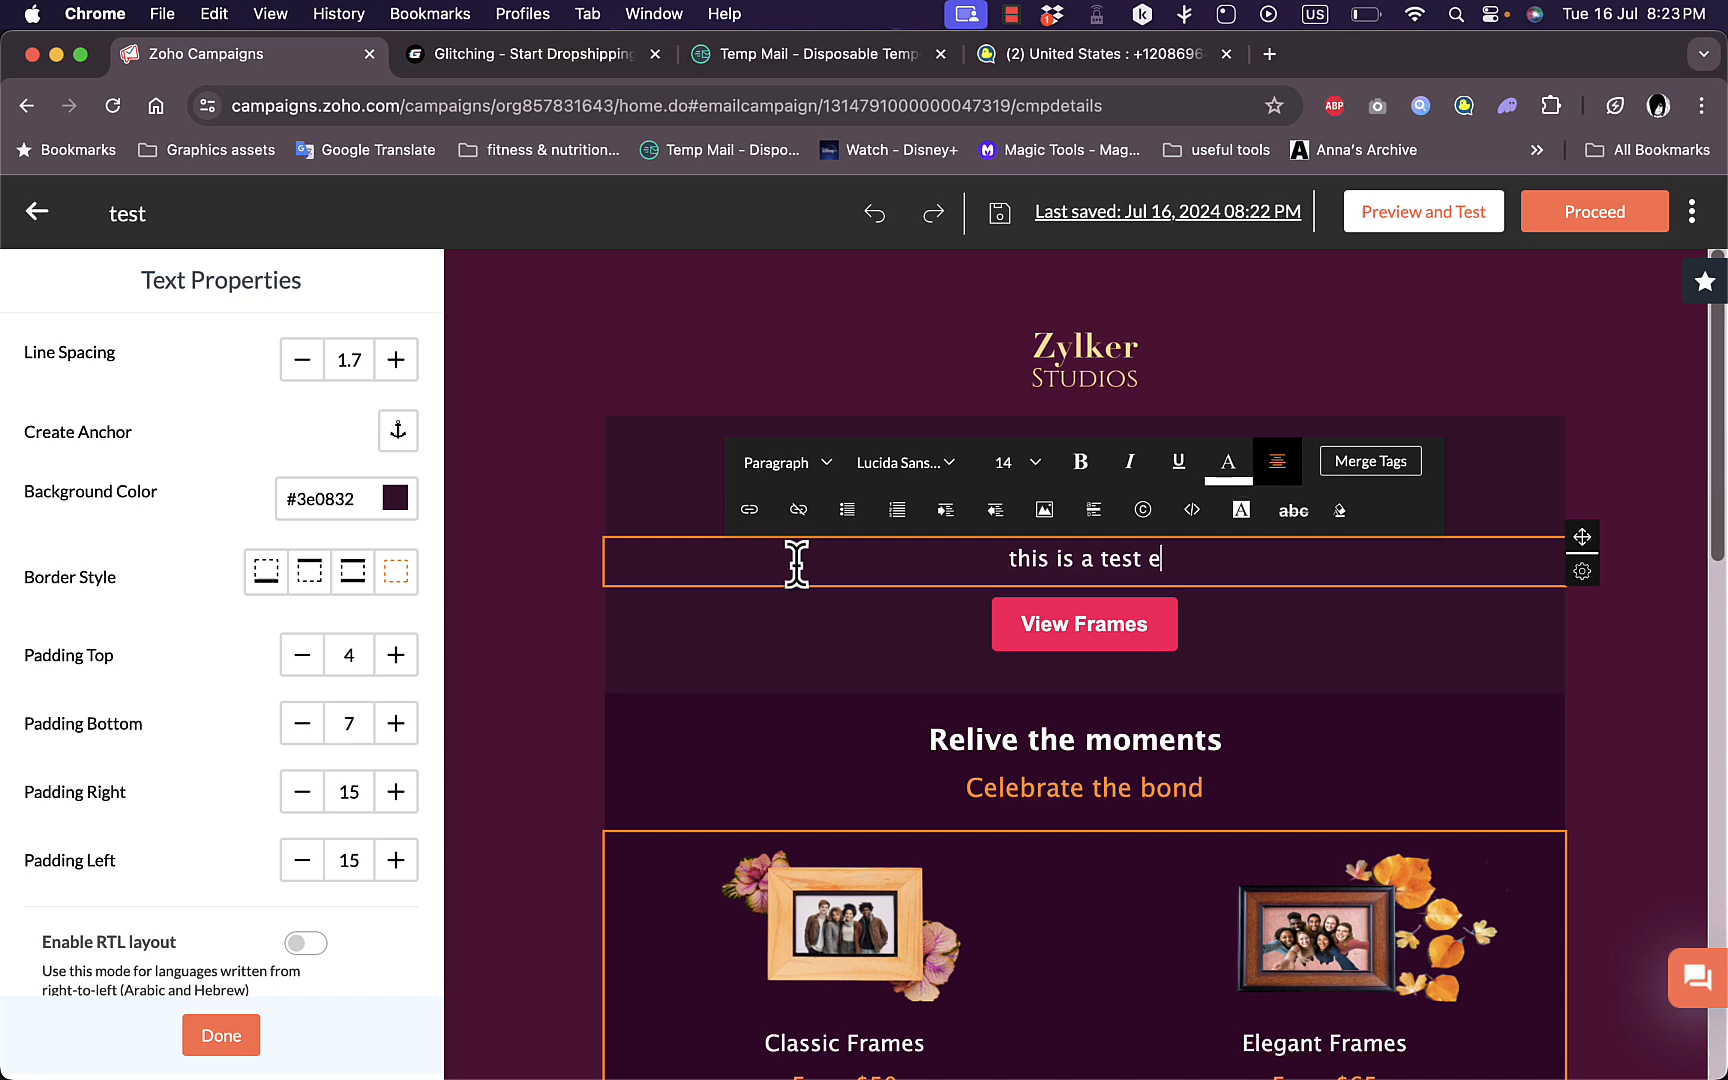 Chrome File Edit View History Bookmarks Profiles Tab Window Help US Tue 16 Jul 8:23 PM
Zoho Campaigns Glitching - Start Dropshipping Temp Mail - Disposable Temp (2) United States : +1208696
campaigns.zoho.com/campaigns/org857831643/home.do#emailcampaign/1314791000000047319/cmpdetails ABP
Bookmarks Graphics assets Google Translate fitness & nutrition... Temp Mail - Dispo... Watch - Disney+ Magic Tools - Mag... useful tools Anna's Archive All Bookmarks
test Last saved: Jul 16, 2024 08:22 PM Preview and Test Proceed
Text Properties
Line Spacing 1.7
Create Anchor
Background Color #3e0832
Border Style
Padding Top 4
Padding Bottom 7
Padding Right 15
Padding Left 15
Enable RTL layout
Use this mode for languages written from
right-to-left (Arabic and Hebrew)
Done
Zylker
STUDIOS
Paragraph Lucida Sans... 14 B I U A Merge Tags
A abc
this is a test e
View Frames
Relive the moments
Celebrate the bond
Classic Frames Elegant Frames